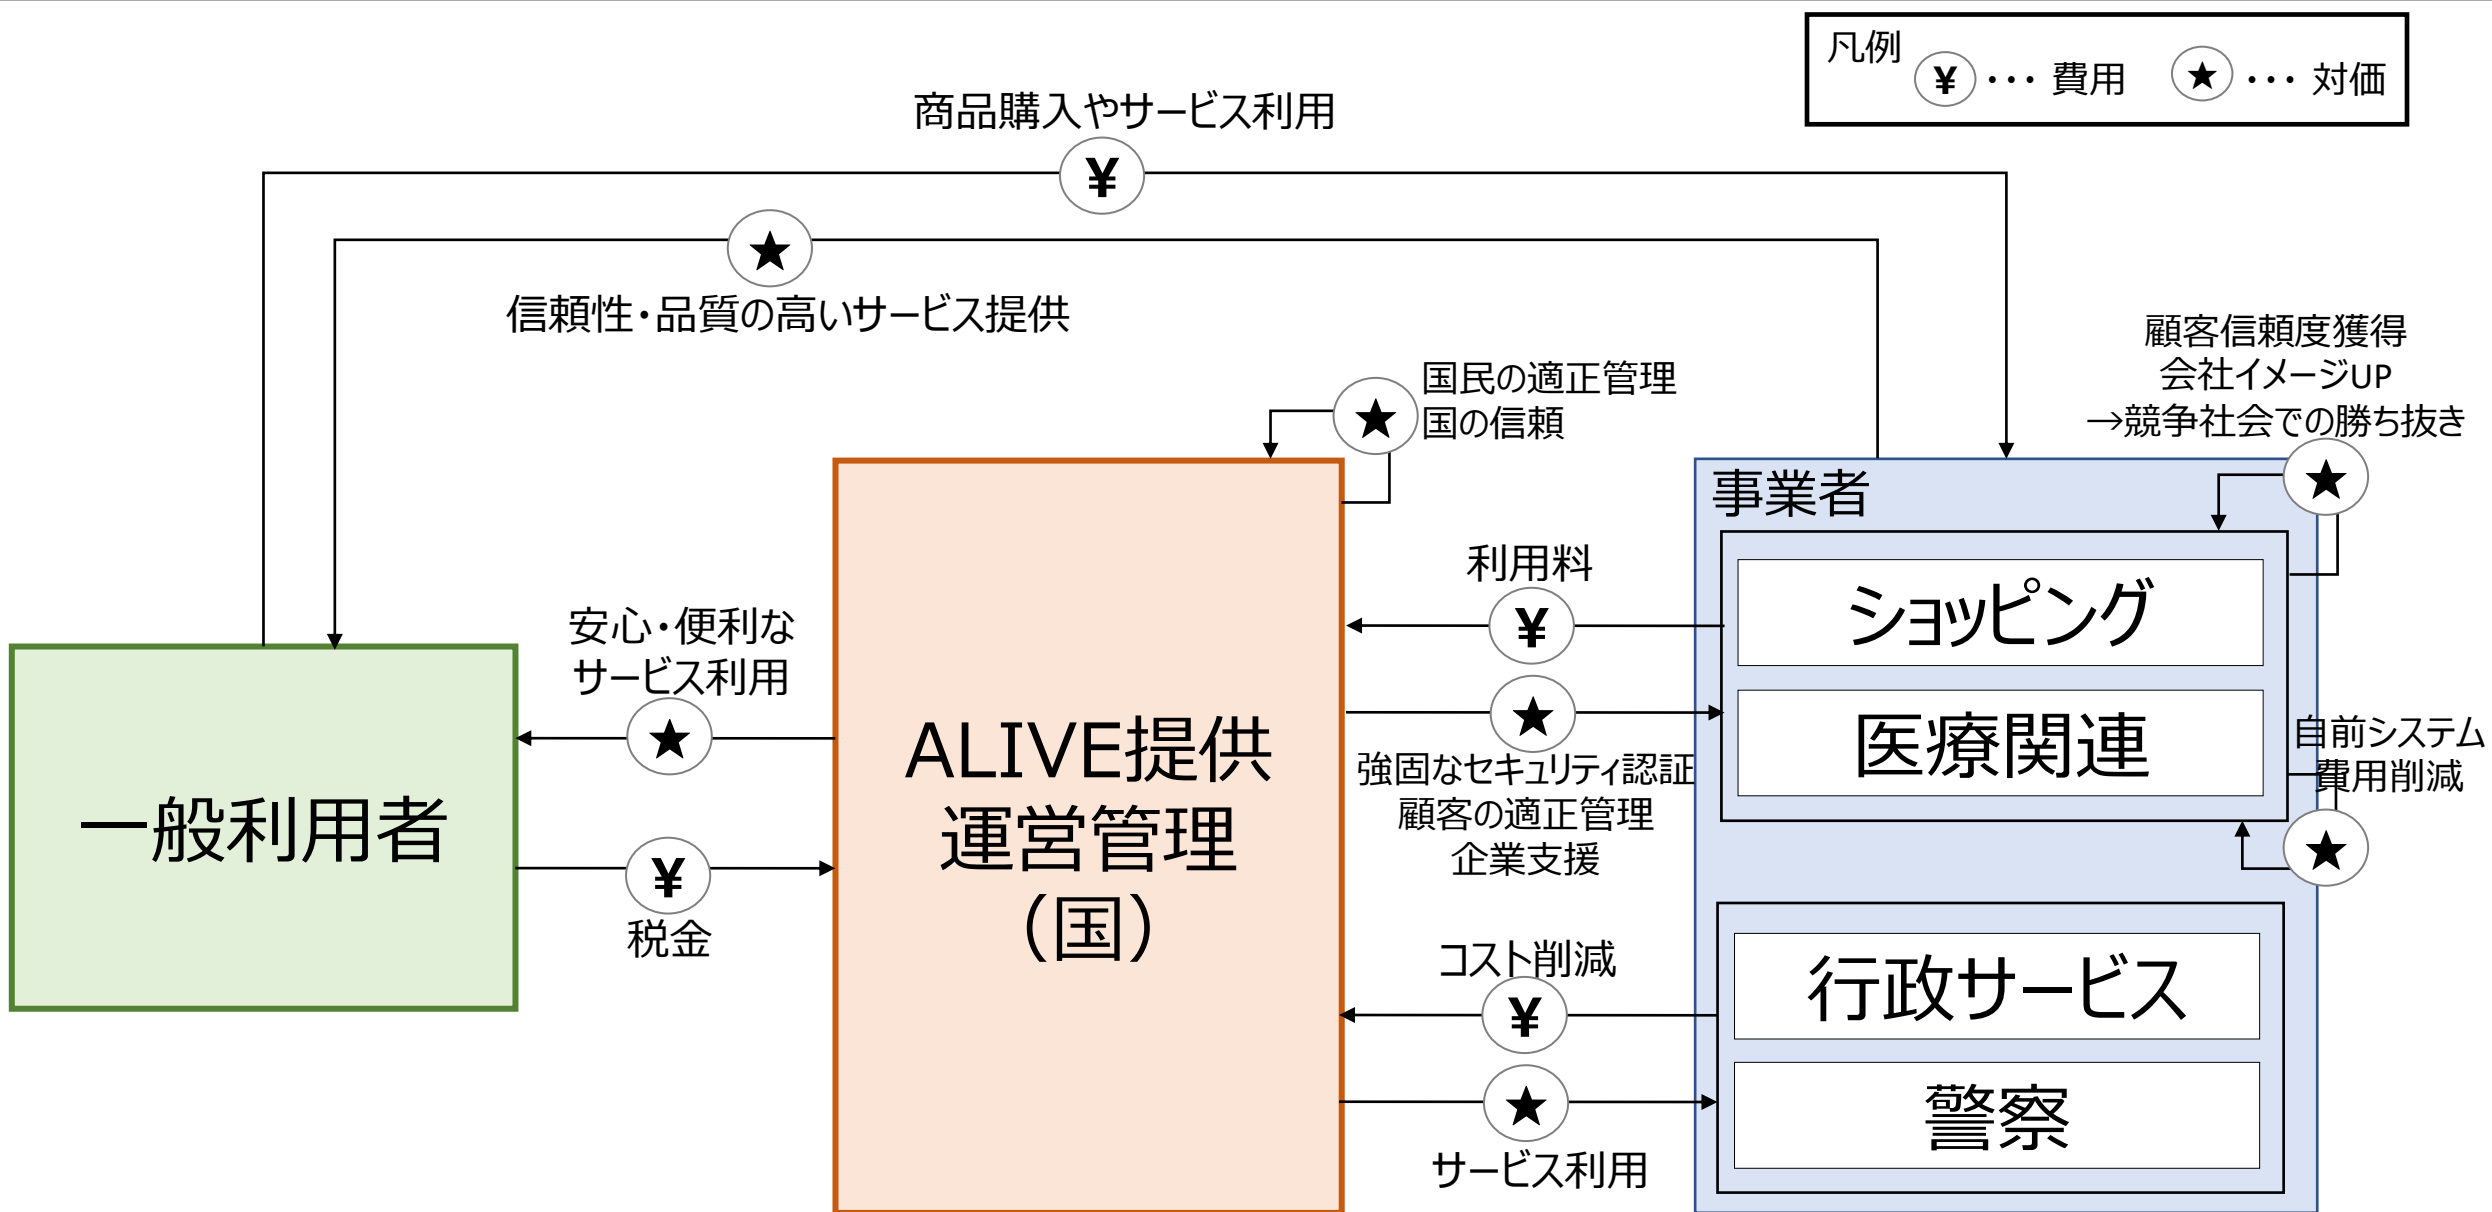 凡例
¥ ・・・ 費用 ★ ・・・ 対価
商品購入やサービス利用
¥
★
信頼性・品質の高いサービス提供
顧客信頼度獲得
会社イメージUP
→競争社会での勝ち抜き
★
国民の適正管理
国の信頼
★
事業者
ショッピング
医療関連
利用料
¥
★
強固なセキュリティ認証
顧客の適正管理
企業支援
自前システム
費用削減
★
安心・便利な
サービス利用
★
一般利用者
¥
税金
ALIVE提供
運営管理
（国）
コスト削減
¥
★
サービス利用
行政サービス
警察